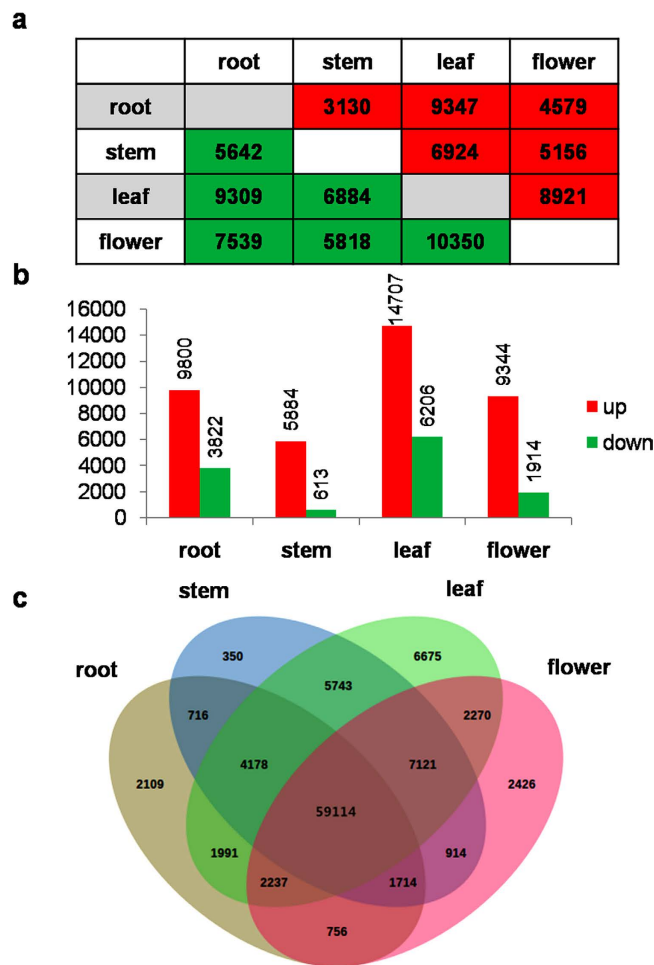 a
root stem leaf flower
root 3130 9347 4579
stem 5642 6924 5156
leaf 9309 6884 8921
flower 7539 5818 10350
b
16000
14000
12000
10000
8000
6000
4000
2000
0
9800
3822
5884
613
14707
6206
9344
1914
up
down
root stem leaf flower
c
stem leaf
root flower
350 6675
5743
716 2270
4178 7121
2109 2426
59114
1991 914
2237 1714
756